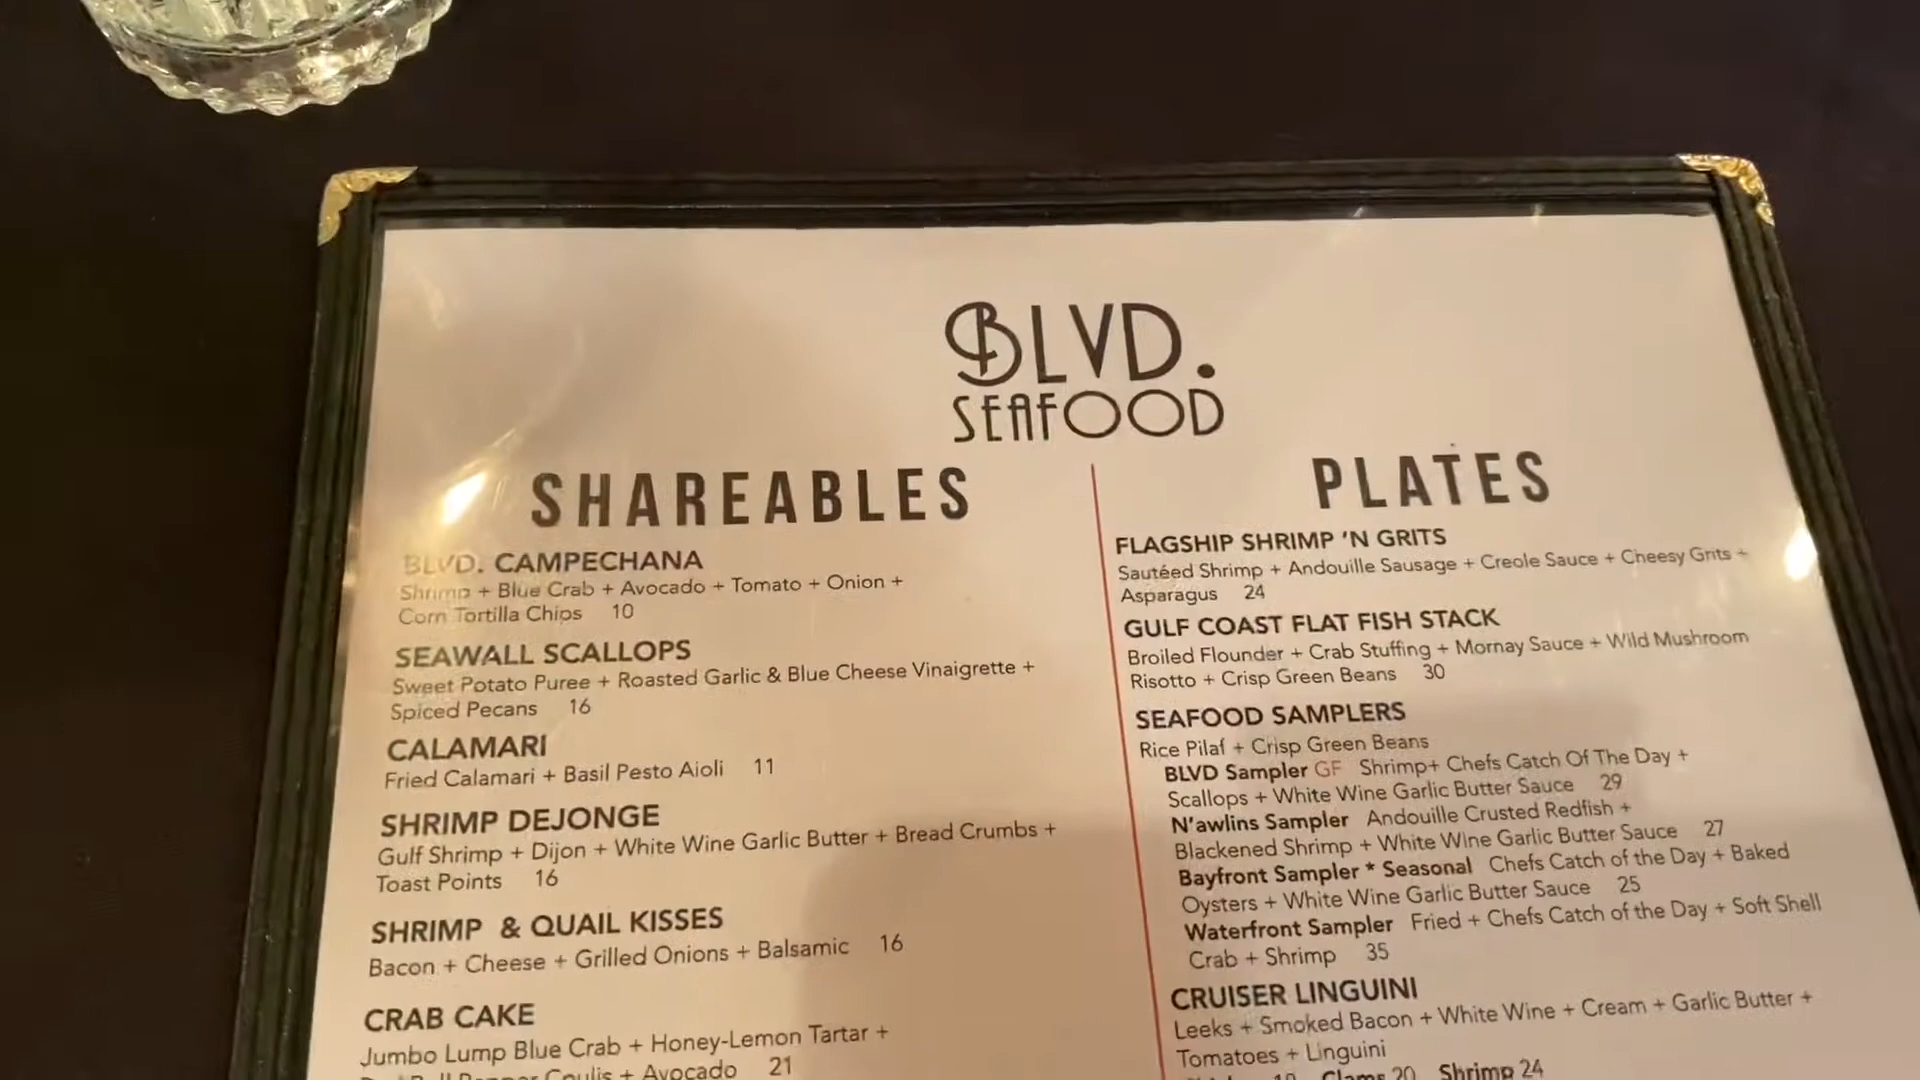 BLVD.
SEAFOOD
SHAREABLES
BLVD. CAMPECHANA
Shrimp + Blue Crab + Avocado + Tomato + Onion +
Corn Tortilla Chips 10
SEAWALL SCALLOPS
Sweet Potato Puree + Roasted Garlic & Blue Cheese Vinaigrette +
Spiced Pecans 16
CALAMARI
Fried Calamari + Basil Pesto Aioli 11
SHRIMP DEJONGE
Gulf Shrimp + Dijon + White Wine Garlic Butter + Bread Crumbs +
Toast Points 16
SHRIMP & QUAIL KISSES
Bacon + Cheese + Grilled Onions + Balsamic 16
CRAB CAKE
Jumbo Lump Blue Crab + Honey-Lemon Tartar +
Bell Pepper Coulis + Avocado 21
PLATES
FLAGSHIP SHRIMP 'N GRITS
Sautéed Shrimp + Andouille Sausage + Creole Sauce + Cheesy Grits +
Asparagus 24
GULF COAST FLAT FISH STACK
Broiled Flounder + Crab Stuffing + Mornay Sauce + Wild Mushroom
Risotto + Crisp Green Beans 30
SEAFOOD SAMPLERS
Rice Pilaf + Crisp Green Beans
BLVD Sampler GF Shrimp+ Chefs Catch Of The Day +
Scallops + White Wine Garlic Butter Sauce 29
N'awlins Sampler Andouille Crusted Redfish +
Blackened Shrimp + White Wine Garlic Butter Sauce 27
Bayfront Sampler * Seasonal Chefs Catch of the Day + Baked
Oysters + White Wine Garlic Butter Sauce 25
Waterfront Sampler Fried + Chefs Catch of the Day + Soft Shell
Crab + Shrimp 35
CRUISER LINGUINI
Leeks + Smoked Bacon + White Wine + Cream + Garlic Butter +
Tomatoes + Linguini
Clams 20 Shrimp 24